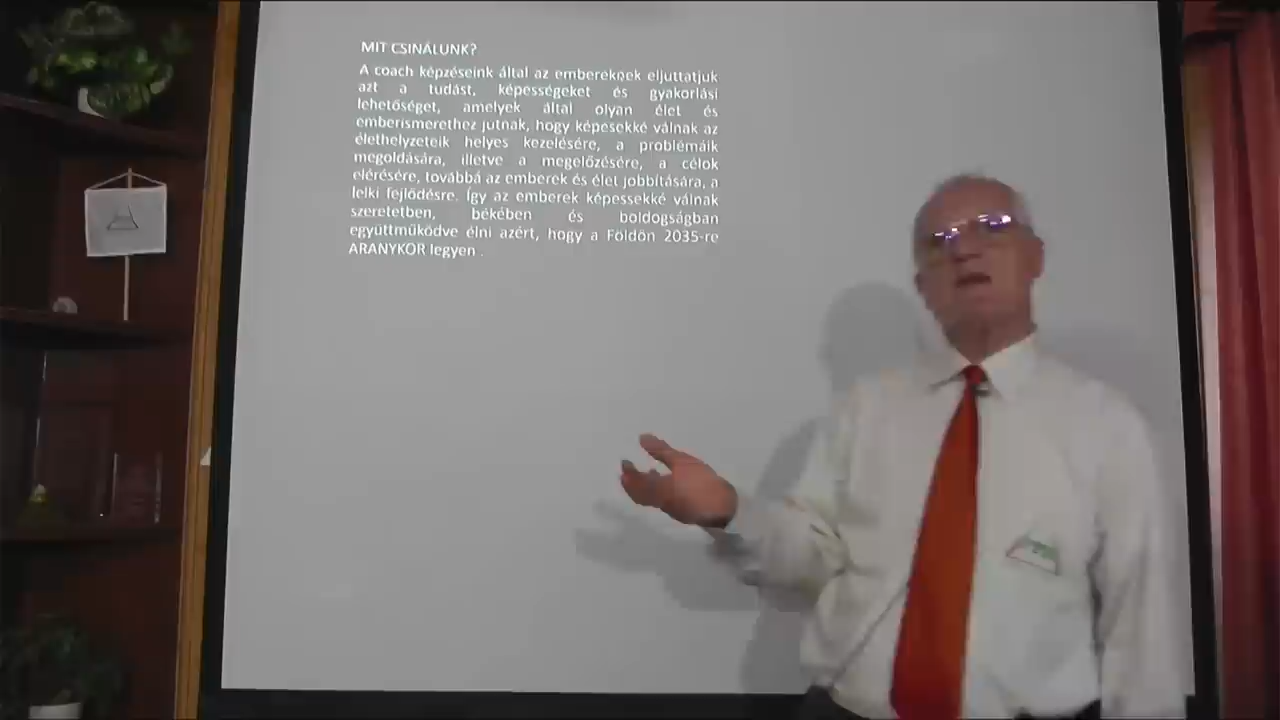 MIT CSINÁLUNK?
A coach képzéseink által az embereknek eljuttatjuk
azt a tudást, képességeket és gyakorlási
lehetőséget, amelyek által olyan élet és
emberismerethez jutnak, hogy képesekké válnak az
élethelyzeteik helyes kezelésére, a problémáik
megoldására, illetve a megelőzésére, a célok
elérésére, továbbá az emberek és élet jobbítására, a
lelki fejlődésre. Így az emberek képessekké válnak
szeretetben, békében és boldogságban
együttműködve élni azért, hogy a Földön 2035-re
ARANYKOR legyen .